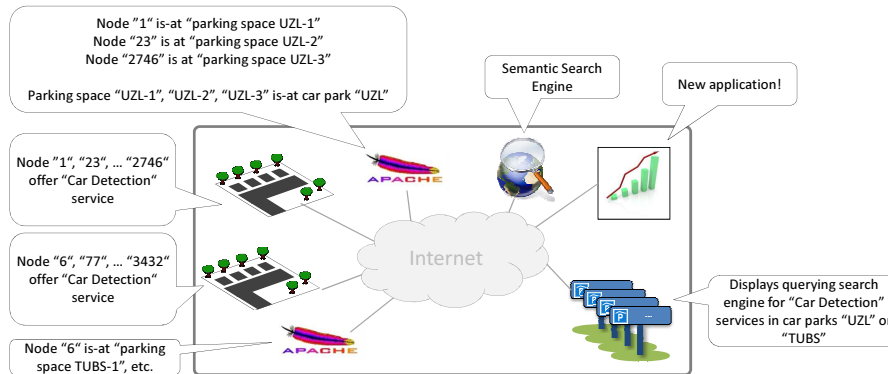 Node ”1“ is-at “parking space UZL-1”
Node “23” is at “parking space UZL-2”
Node “2746” is at “parking space UZL-3”
Parking space “UZL-1”, “UZL-2”, “UZL-3” is-at car park “UZL”
Semantic Search
Engine
New application!
Node ”1“, “23“, … “2746“
offer “Car Detection“
service
APACHE
Internet
Node “6”, “77“, … “3432“
offer “Car Detection“
service
P
P
P
P ...
Displays querying search
engine for “Car Detection”
services in car parks “UZL” or
“TUBS”
Node “6“ is-at “parking
space TUBS-1”, etc.
APACHE